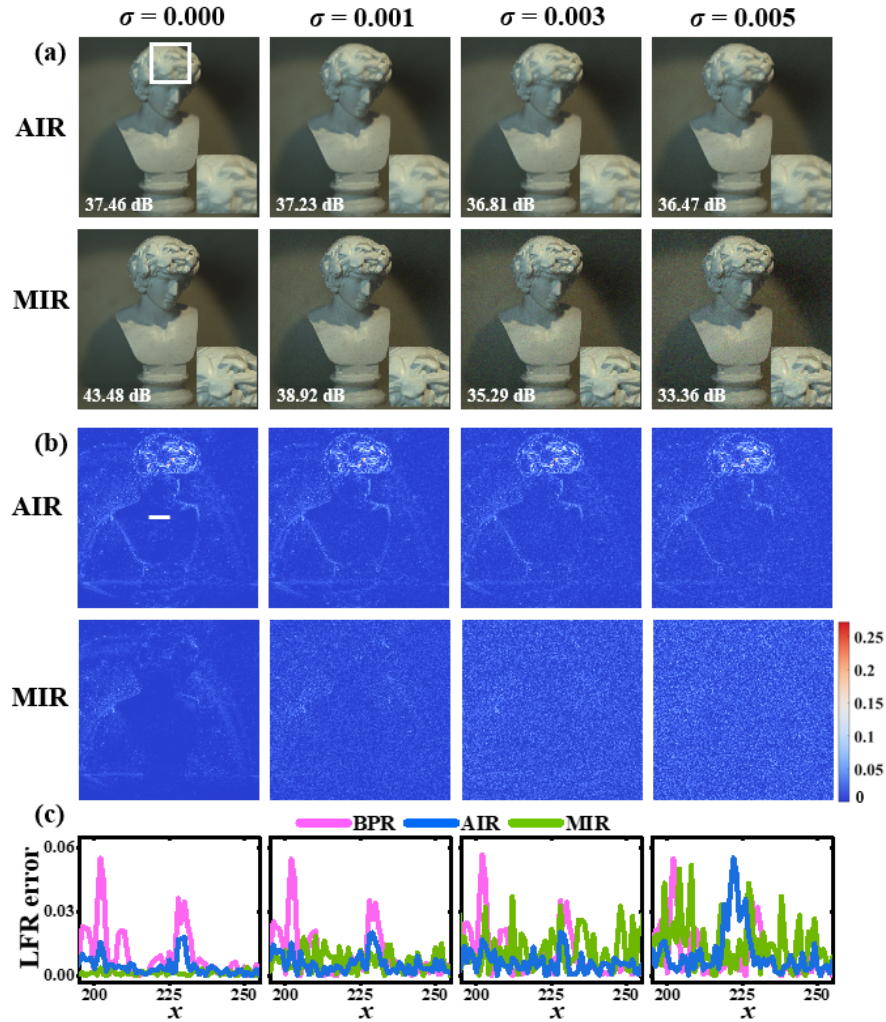 σ = 0.000 σ = 0.001 σ = 0.003 σ = 0.005
(a)
AIR
37.46 dB 37.23 dB 36.81 dB 36.47 dB
MIR
43.48 dB 38.92 dB 35.29 dB 33.36 dB
(b)
AIR
MIR
0.25
0.2
0.15
0.1
0.05
0
(c)
BPR AIR MIR
LFR error
0.06
0.03
0.00
200 225 250 200 225 250 200 225 250 200 225 250
x x x x